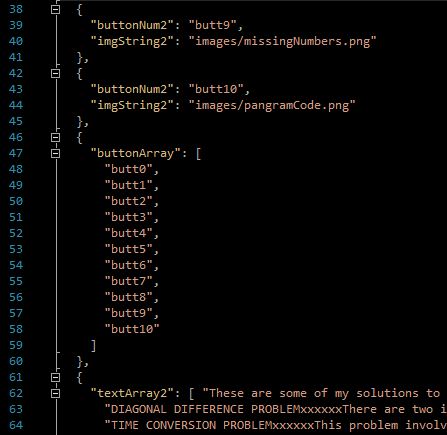 38 {
39 "buttonNum2": "butt9",
40 "imgString2": "images/missingNumbers.png"
41 },
42 {
43 "buttonNum2": "butt10",
44 "imgString2": "images/pangramCode.png"
45 },
46 {
47 "buttonArray": [
48 "butt0",
49 "butt1",
50 "butt2",
51 "butt3",
52 "butt4",
53 "butt5",
54 "butt6",
55 "butt7",
56 "butt8",
57 "butt9",
58 "butt10"
59 ]
60 },
61 {
62 "textArray2": [ "These are some of my solutions to
63 "DIAGONAL DIFFERENCE PROBLEMxxxxxxThere are two i
64 "TIME CONVERSION PROBLEMxxxxxxThis problem involv